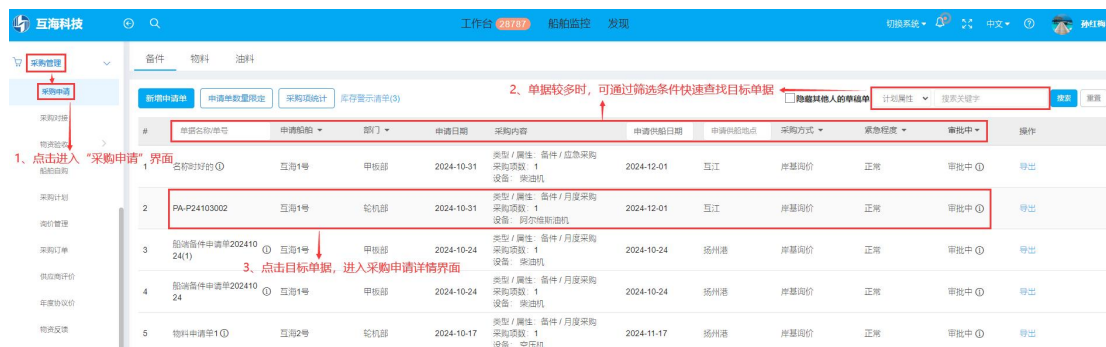 互海科技
工作台 28787 船舶监控 发现
切换系统 中文 孙红梅
采购管理
采购申请
采购对接
物资验收
船舶自购
采购计划
询价管理
采购订单
供应商评价
年度协议价
物资反馈
备件 物料 油料
新增申请单 申请单数量限定 采购项统计 库存警示清单(3)
2、单据较多时，可通过筛选条件快速查找目标单据
隐藏其他人的草稿单 计划属性 搜索关键字 搜索 重置
# 单据名称/单号 申请船舶 部门 申请日期 采购内容 申请供船日期 申请供船地点 采购方式 紧急程度 审批中 操作
1、点击进入“采购申请”界面
1 名称时好的 互海1号 甲板部 2024-10-31 类型 / 属性：备件 / 应急采购
采购项数：1
设备：柴油机
2024-12-01 互江 岸基询价 正常 审批中 导出
2 PA-P24103002 互海1号 轮机部 2024-10-31 类型 / 属性：备件 / 月度采购
采购项数：1
设备：阿尔维斯油机
2024-12-01 互江 岸基询价 正常 审批中 导出
3 船端备件申请单202410
24(1)
互海1号 甲板部 2024-10-24 类型 / 属性：备件 / 月度采购
采购项数：1
设备：柴油机
2024-10-24 扬州港 岸基询价 正常 审批中 导出
3、点击目标单据，进入采购申请详情界面
4 船端备件申请单202410
24
互海1号 甲板部 2024-10-24 类型 / 属性：备件 / 月度采购
采购项数：1
设备：柴油机
2024-10-24 扬州港 岸基询价 正常 审批中 导出
5 物料申请单1 互海2号 轮机部 2024-10-17 类型 / 属性：备件 / 月度采购
采购项数：1
设备：空压机
2024-11-17 扬州港 岸基询价 正常 审批中 导出